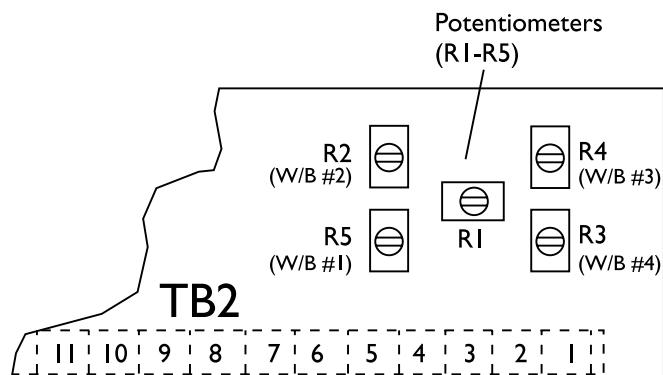 Potentiometers
(R1-R5)
R2
(W/B #2)
R4
(W/B #3)
R1
R5
(W/B #1)
R3
(W/B #4)
TB2
11 10 9 8 7 6 5 4 3 2 1